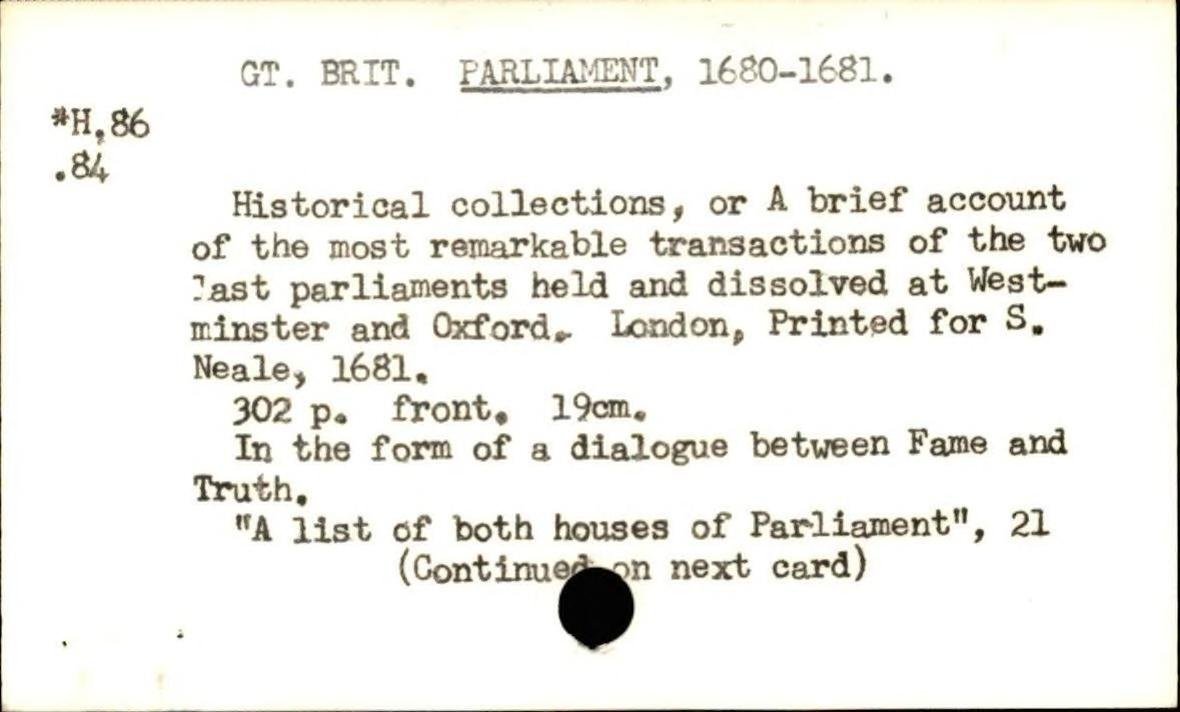 GT. BRIT. PARLIAMENT, 1680-1681.
*H.86
.84
Historical collections, or A brief account
of the most remarkable transactions of the two
last parliaments held and dissolved at West-
minster and Oxford. London, Printed for S.
Neale, 1681.
302 p. front. 19cm.
In the form of a dialogue between Fame and
Truth.
"A list of both houses of Parliament", 21
(Continued on next card)